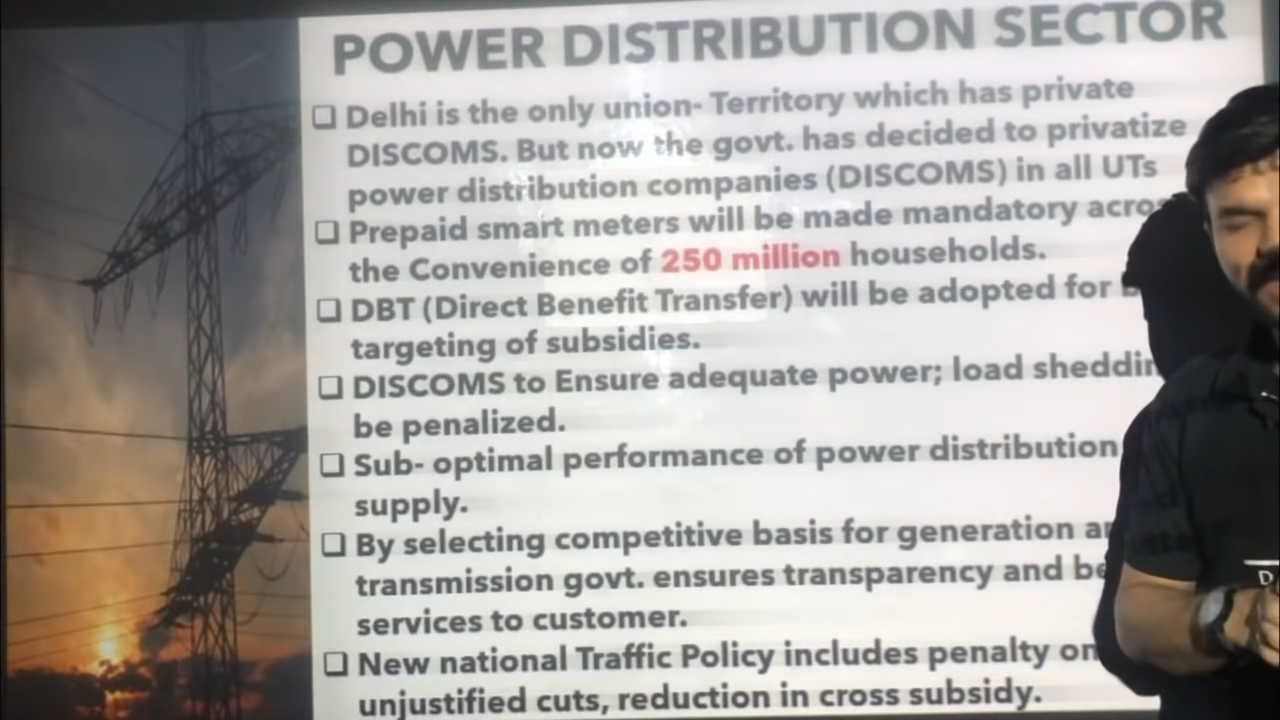 POWER DISTRIBUTION SECTOR
❑ Delhi is the only union- Territory which has private
DISCOMS. But now the govt. has decided to privatize
power distribution companies (DISCOMS) in all UTs
❑ Prepaid smart meters will be made mandatory
the Convenience of 250 million households.
❑ DBT (Direct Benefit Transfer) will be adopted for
targeting of subsidies.
❑ DISCOMS to Ensure adequate power; load
be penalized.
❑ Sub- optimal performance of power distribution
supply.
❑ By selecting competitive basis for generation
transmission govt. ensures transparency and
services to customer.
❑ New national Traffic Policy includes penalty on
unjustified cuts, reduction in cross subsidy.